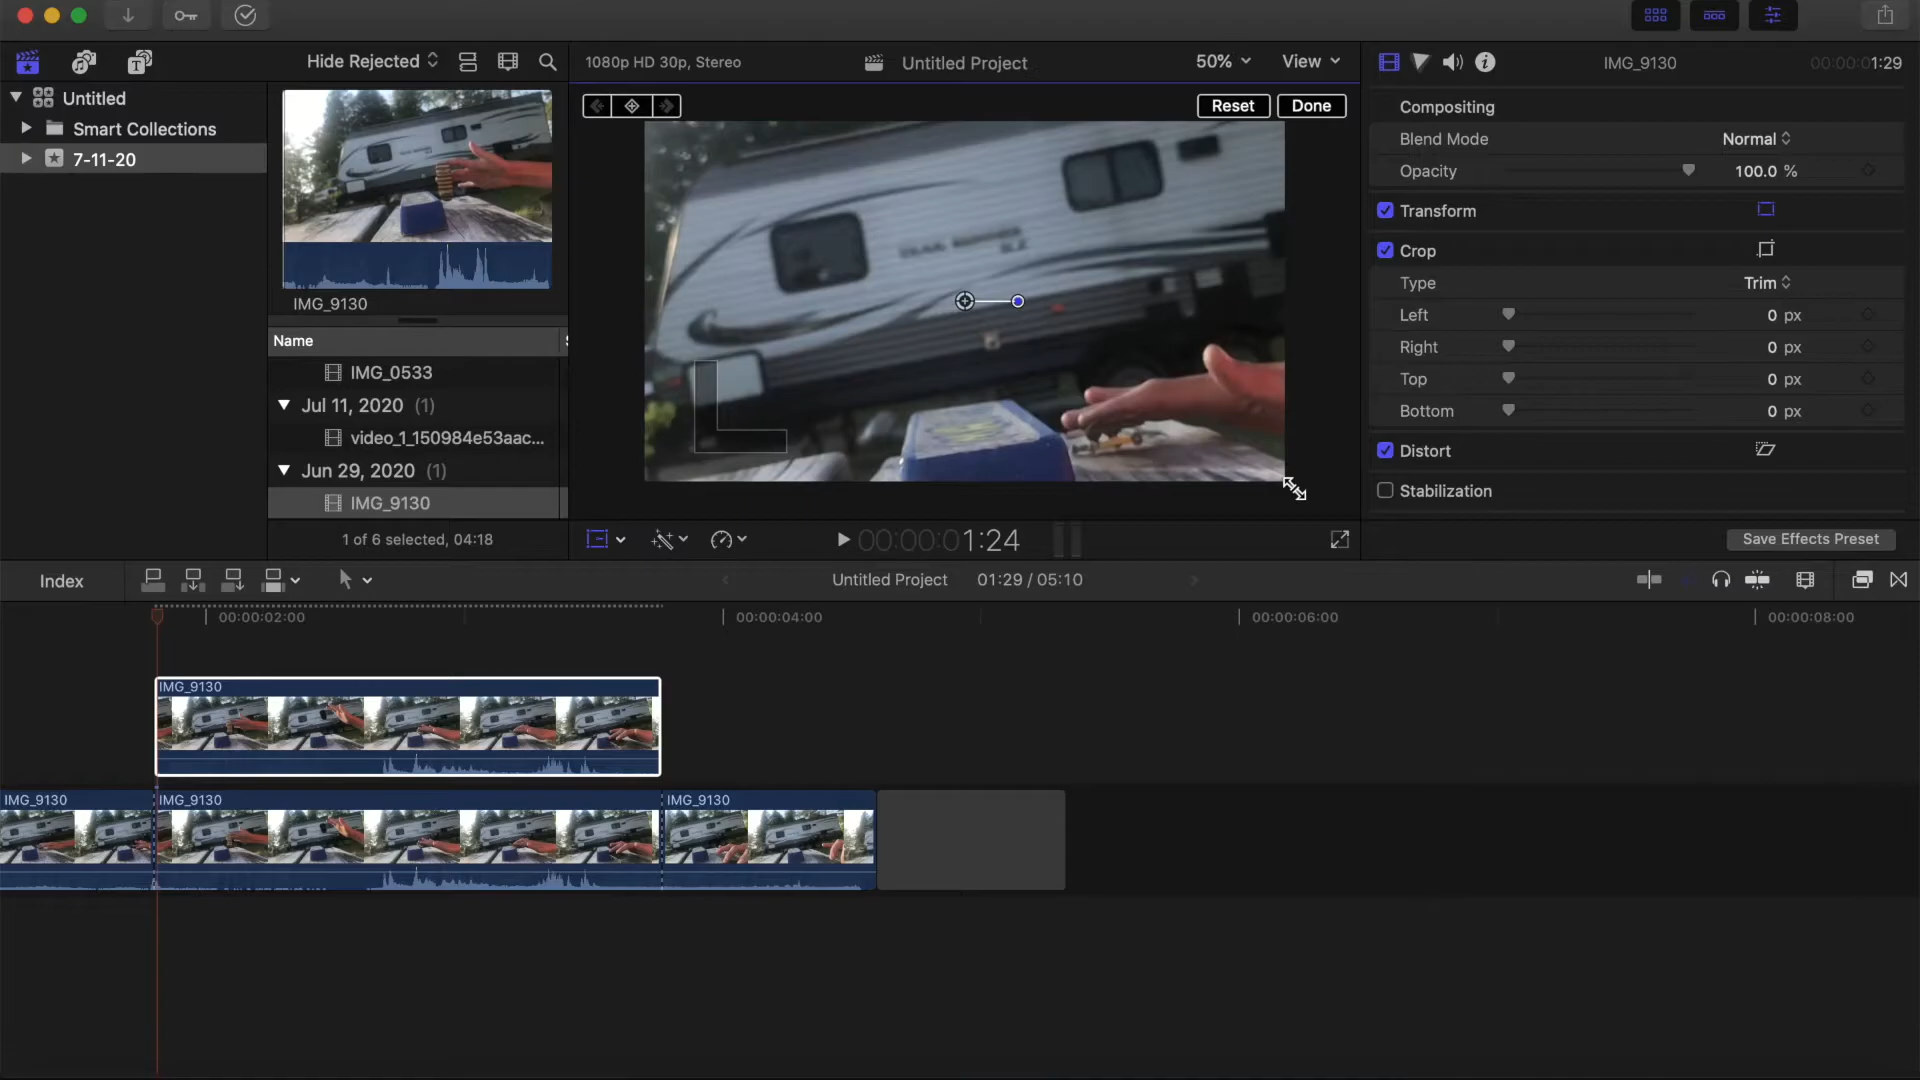 Hide Rejected
1080p HD 30p, Stereo
Untitled Project
50%
View
IMG_9130
00:00:01:29
Untitled
Smart Collections
7-11-20
IMG_9130
Reset
Done
Compositing
Blend Mode
Normal
Opacity
100.0 %
Transform
Crop
Type
Trim
Left
0 px
Right
0 px
Top
0 px
Bottom
0 px
Distort
Stabilization
Save Effects Preset
Name
IMG_0533
Jul 11, 2020 (1)
video_1_150984e53aac...
Jun 29, 2020 (1)
IMG_9130
1 of 6 selected, 04:18
00:00:01:24
Index
Untitled Project
01:29 / 05:10
00:00:02:00
00:00:04:00
00:00:06:00
00:00:08:00
IMG_9130
IMG_9130
IMG_9130
IMG_9130